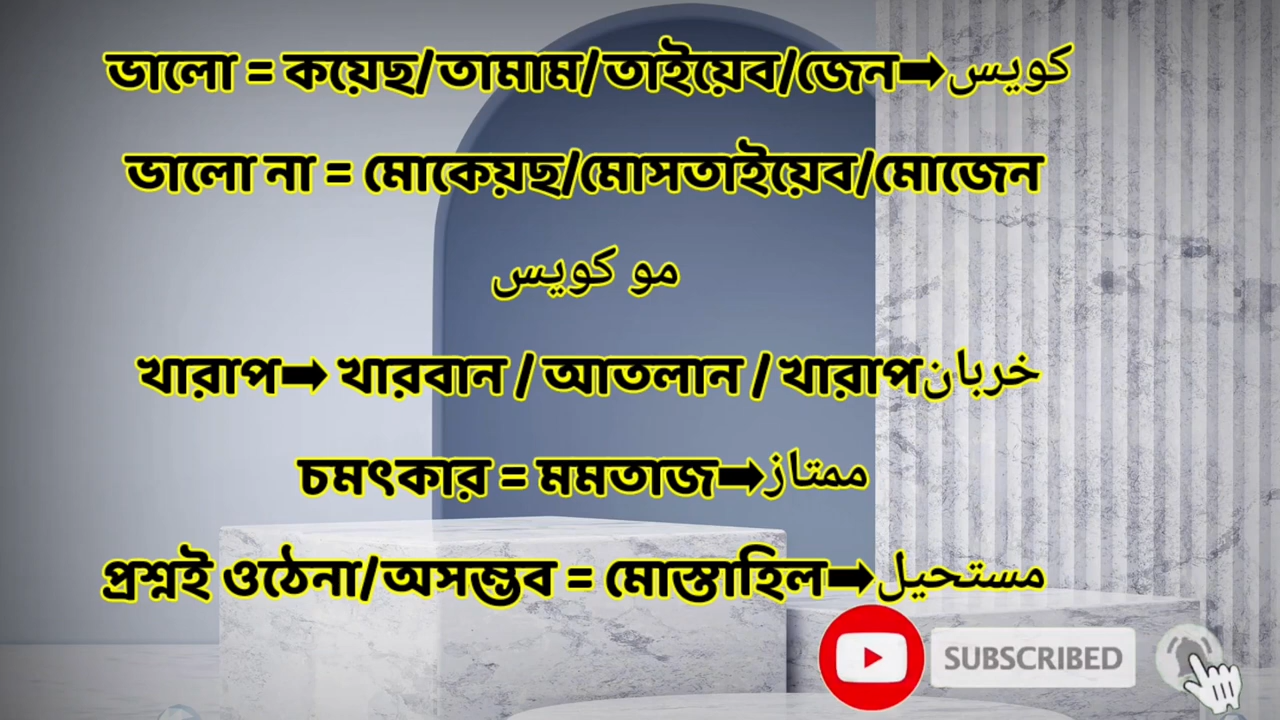 ভালো = কয়েছ/তামাম/তাইয়েব/জেন➡كويس
ভালো না = মোকেয়ছ/মোসতাইয়েব/মোজেন
مو كويس
খারাপ➡ খারবান / আতলান / খারাপخربان
চমৎকার = মমতাজ➡ممتاز
প্রশ্নই ওঠেনা/অসম্ভব = মোস্তাহিল➡مستحيل
SUBSCRIBED